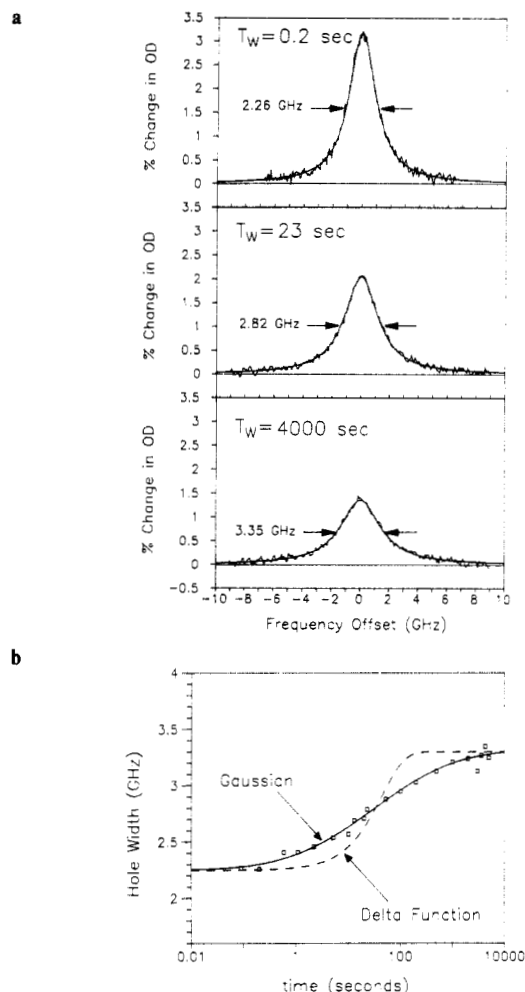 a
3.5
3
2.5
2
1.5
1
0.5
0
% Change in OD
T_W=0.2 sec
2.26 GHz
3.5
3
2.5
2
1.5
1
0.5
0
% Change in OD
T_W=23 sec
2.82 GHz
3.5
3
2.5
2
1.5
1
0.5
0
-0.5
% Change in OD
T_W=4000 sec
3.35 GHz
-10 -8 -6 -4 -2 0 2 4 6 8 10
Frequency Offset (GHz)
b
4
3.5
3
2.5
2
Hole Width (GHz)
Gaussian
Delta Function
0.01 1 100 10000
time (seconds)